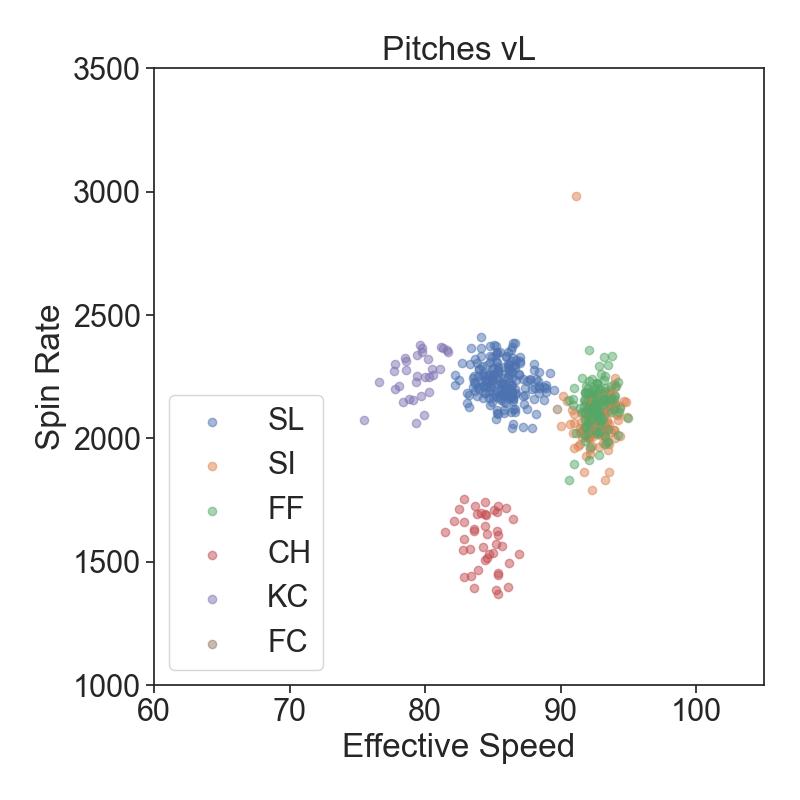 Pitches vL
3500
3000
2500
2000
1500
1000
Spin Rate
SL
SI
FF
CH
KC
FC
60 70 80 90 100
Effective Speed